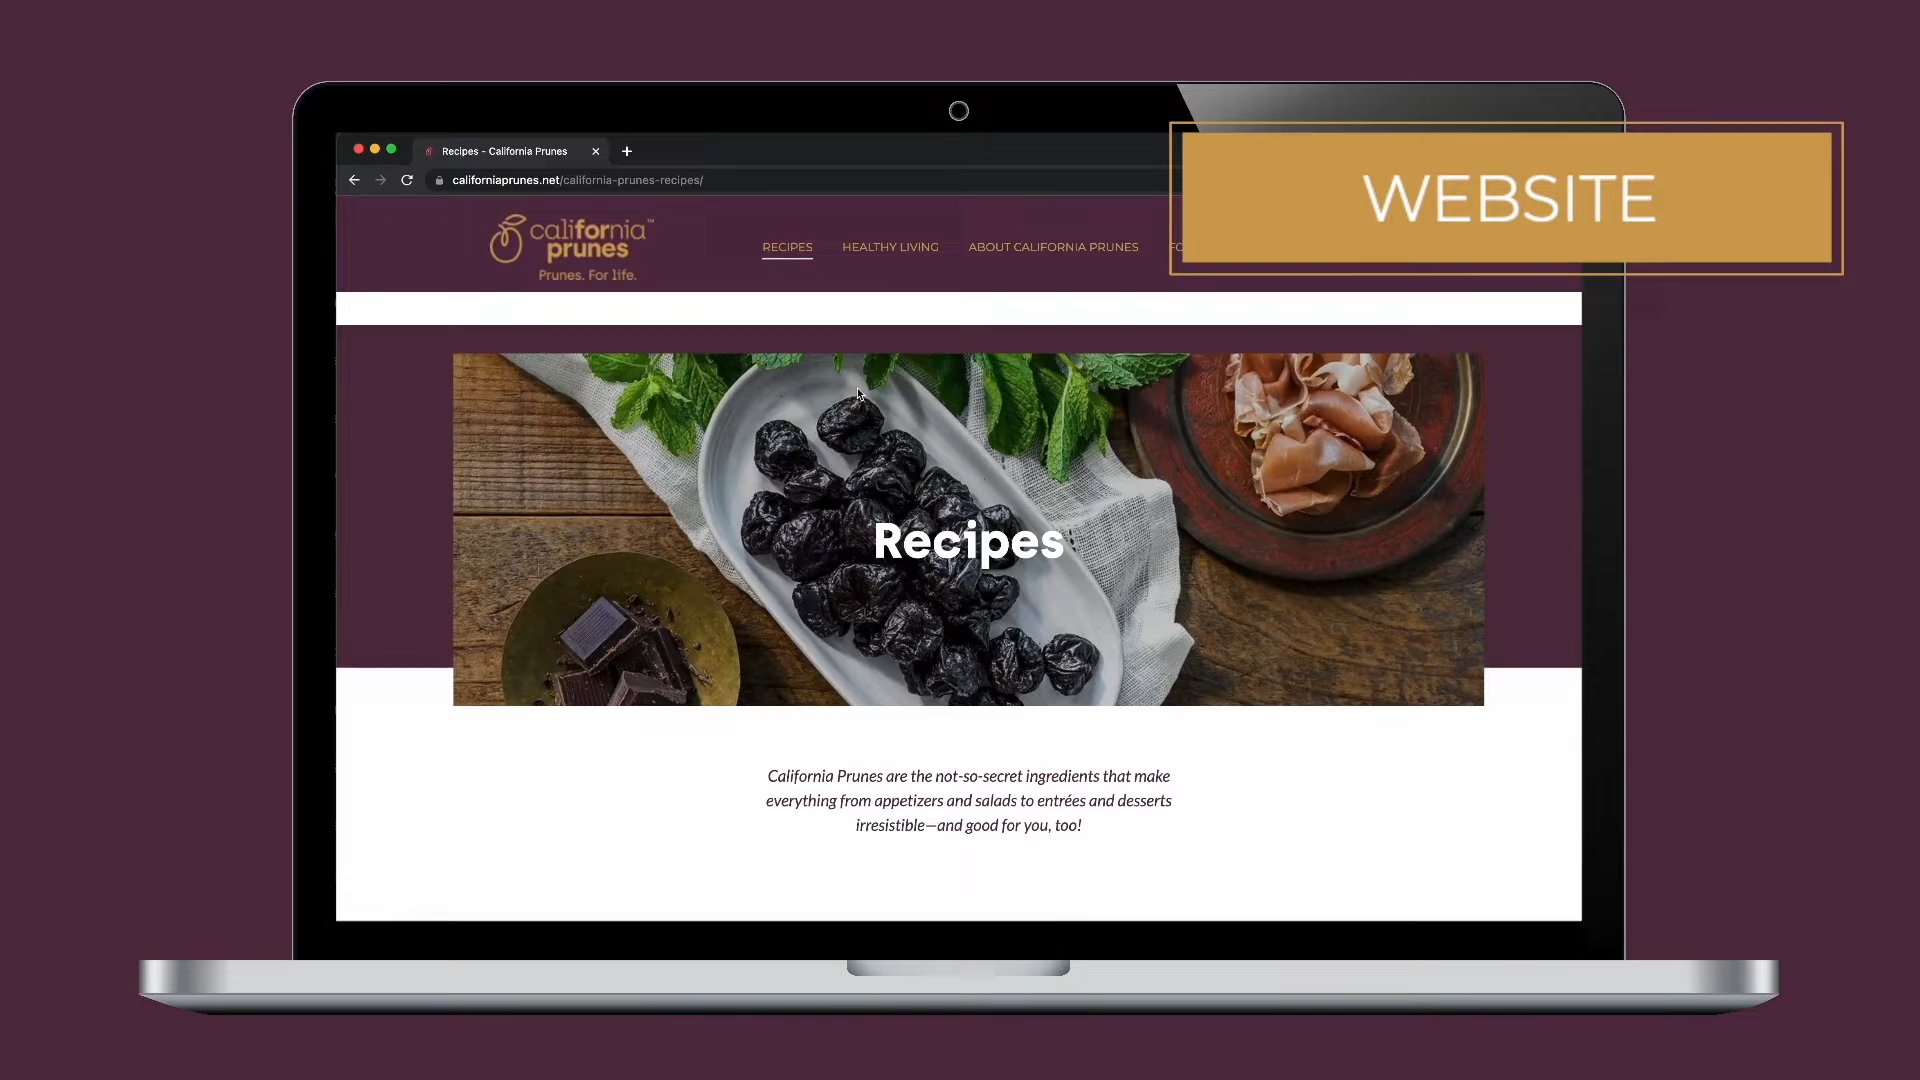 Recipes - California Prunes
californiaprunes.net/california-prunes-recipes/
WEBSITE
california™
prunes
Prunes. For life.
RECIPES HEALTHY LIVING ABOUT CALIFORNIA PRUNES FO
Recipes
California Prunes are the not-so-secret ingredients that make
everything from appetizers and salads to entrées and desserts
irresistible—and good for you, too!